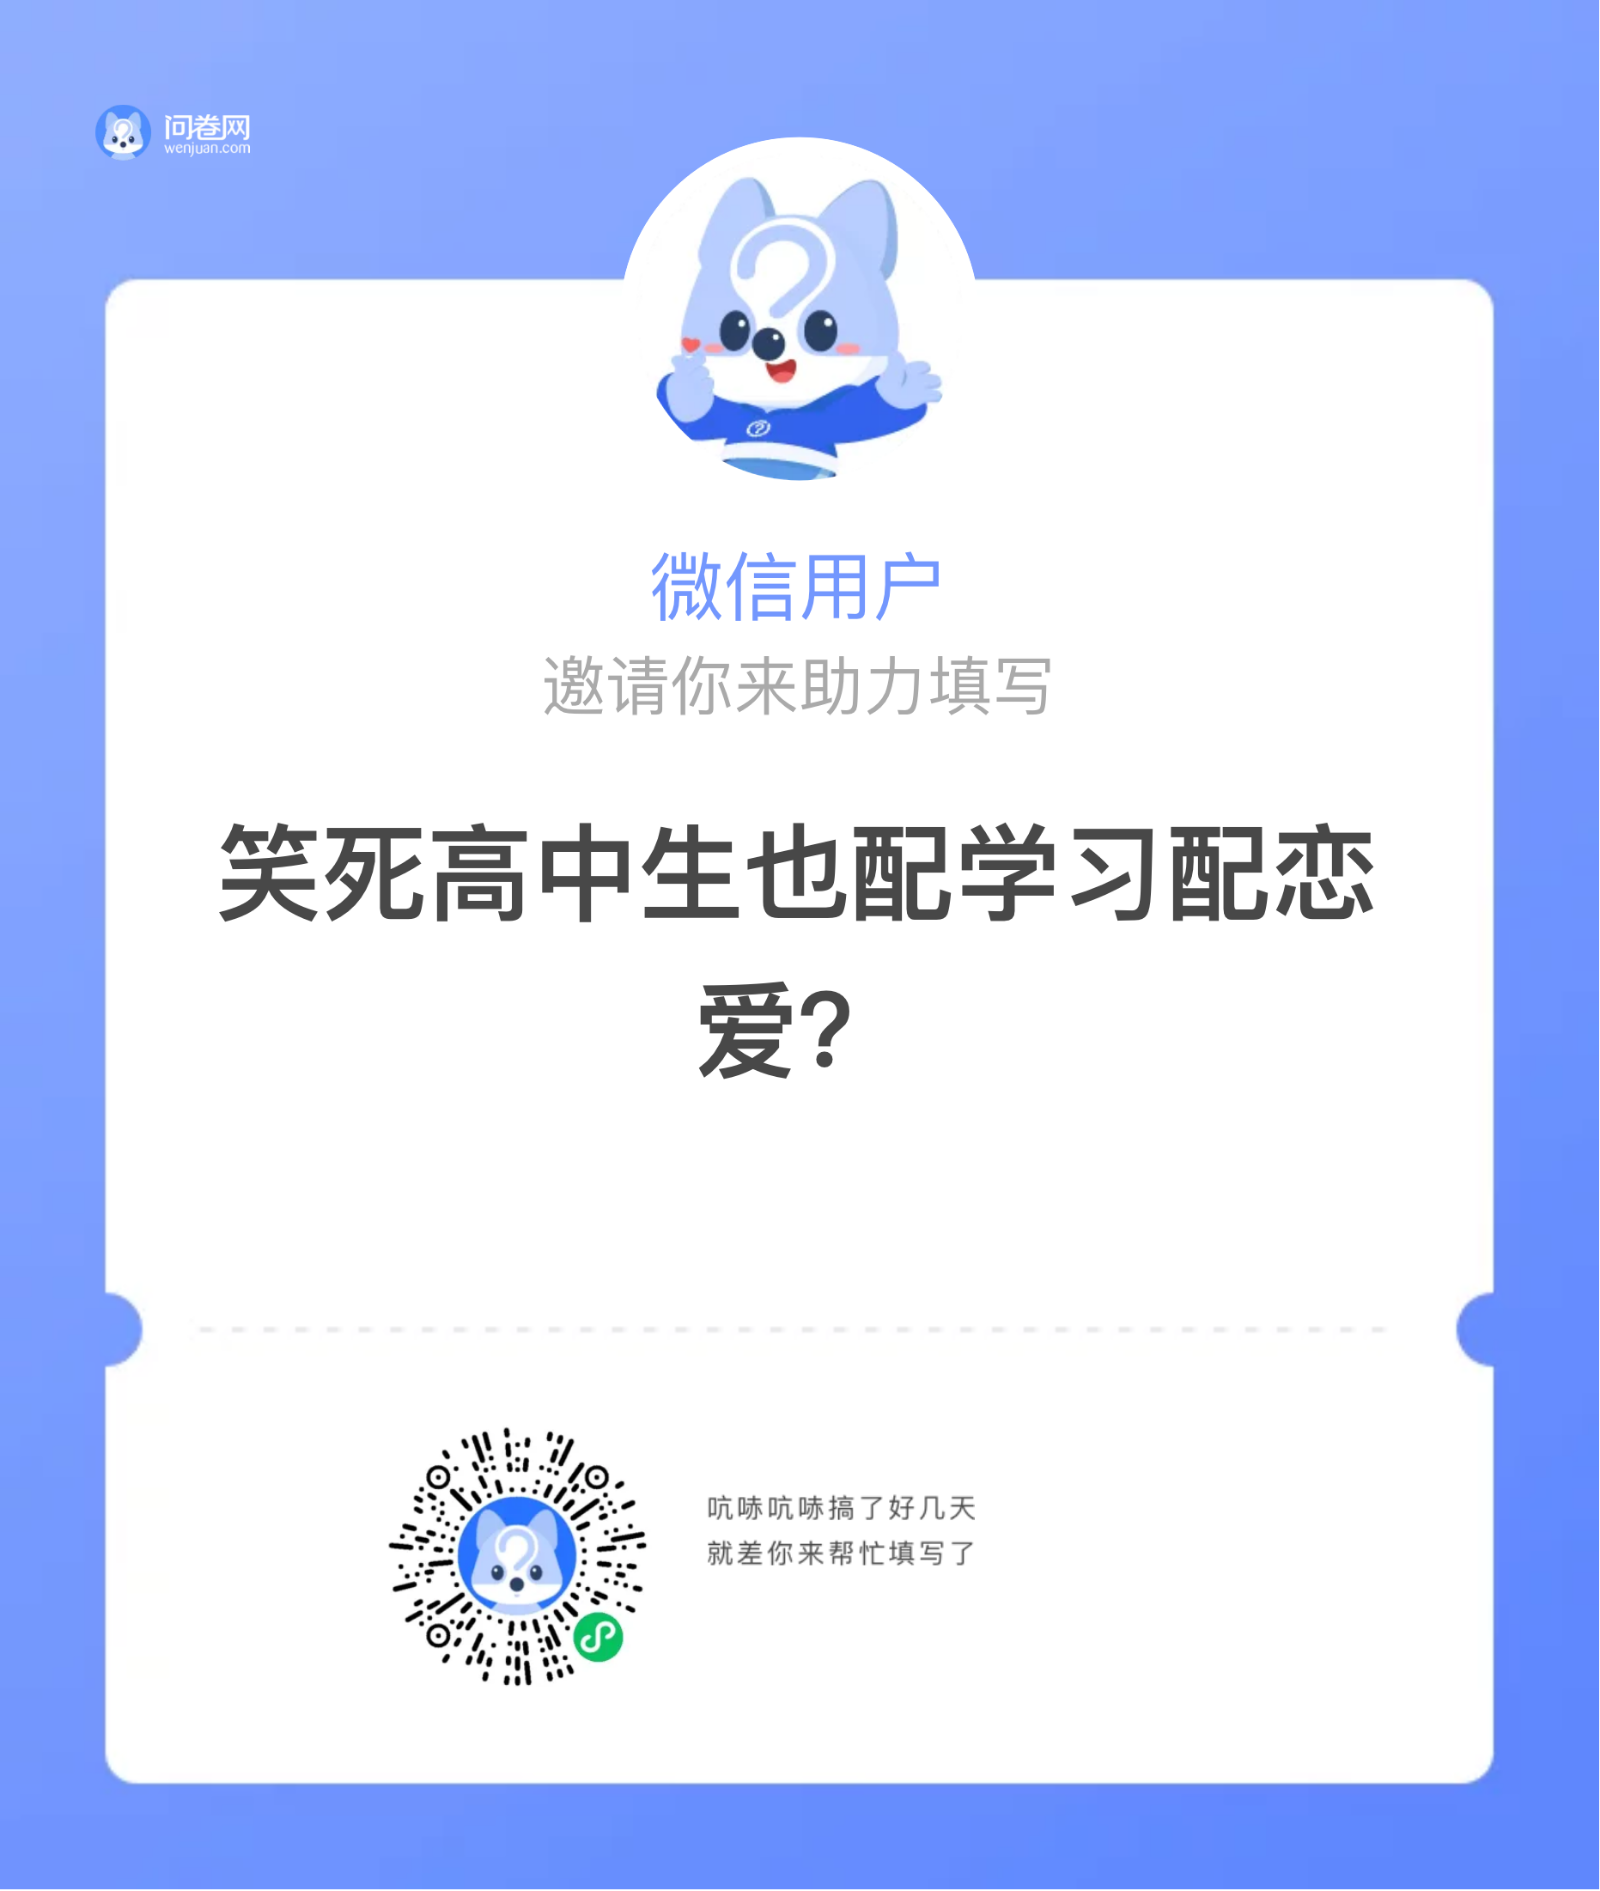 问卷网
wenjuan.com
微信用户
邀请你来助力填写
笑死高中生也配学习配恋
爱?
吭哧吭哧搞了好几天
就差你来帮忙填写了